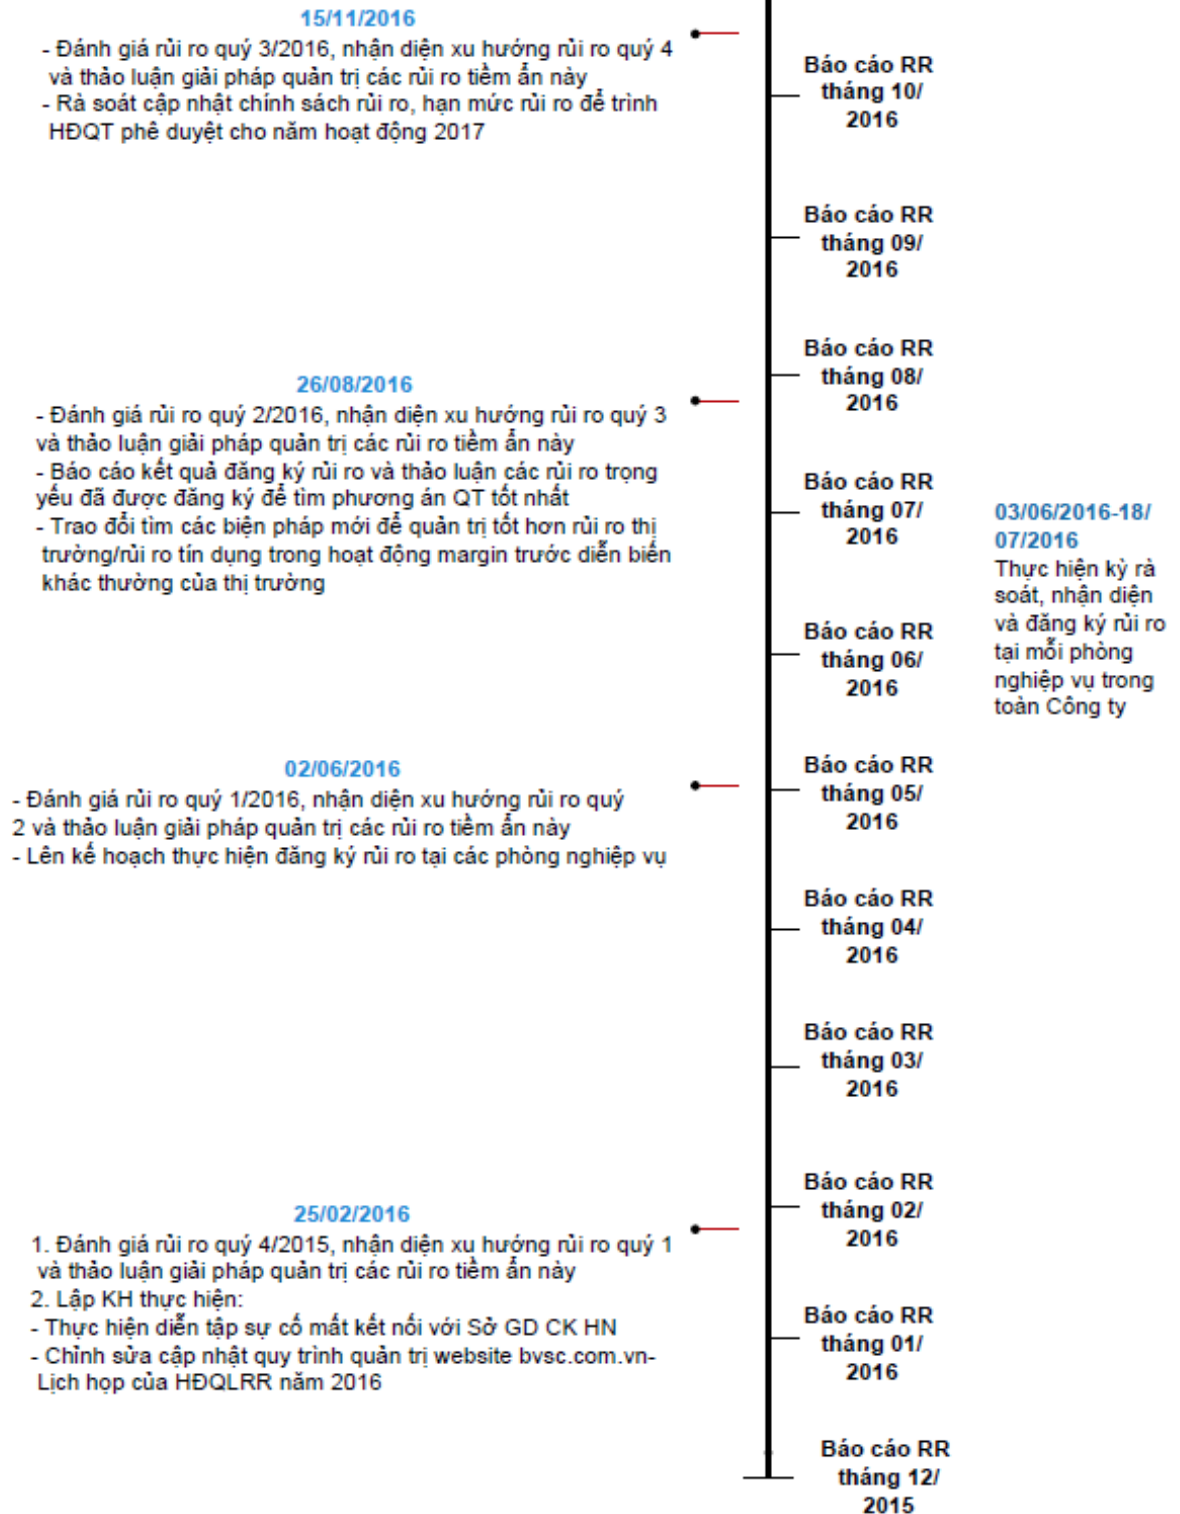 15/11/2016
- Đánh giá rủi ro quý 3/2016, nhận diện xu hướng rủi ro quý 4
và thảo luận giải pháp quản trị các rủi ro tiềm ẩn này
- Rà soát cập nhật chính sách rủi ro, hạn mức rủi ro để trình
HĐQT phê duyệt cho năm hoạt động 2017
Báo cáo RR
tháng 10/
2016
Báo cáo RR
tháng 09/
2016
Báo cáo RR
tháng 08/
2016
26/08/2016
- Đánh giá rủi ro quý 2/2016, nhận diện xu hướng rủi ro quý 3
và thảo luận giải pháp quản trị các rủi ro tiềm ẩn này
- Báo cáo kết quả đăng ký rủi ro và thảo luận các rủi ro trọng
yếu đã được đăng ký để tìm phương án QT tốt nhất
- Trao đổi tìm các biện pháp mới để quản trị tốt hơn rủi ro thị
trường/rủi ro tín dụng trong hoạt động margin trước diễn biến
khác thường của thị trường
Báo cáo RR
tháng 07/
2016
03/06/2016-18/
07/2016
Thực hiện kỳ rà
soát, nhận diện
và đăng ký rủi ro
tại mỗi phòng
nghiệp vụ trong
toàn Công ty
Báo cáo RR
tháng 06/
2016
02/06/2016
- Đánh giá rủi ro quý 1/2016, nhận diện xu hướng rủi ro quý
2 và thảo luận giải pháp quản trị các rủi ro tiềm ẩn này
- Lên kế hoạch thực hiện đăng ký rủi ro tại các phòng nghiệp vụ
Báo cáo RR
tháng 05/
2016
Báo cáo RR
tháng 04/
2016
Báo cáo RR
tháng 03/
2016
Báo cáo RR
tháng 02/
2016
25/02/2016
1. Đánh giá rủi ro quý 4/2015, nhận diện xu hướng rủi ro quý 1
và thảo luận giải pháp quản trị các rủi ro tiềm ẩn này
2. Lập KH thực hiện:
- Thực hiện diễn tập sự cố mất kết nối với Sở GD CK HN
- Chỉnh sửa cập nhật quy trình quản trị website bvsc.com.vn-
Lịch họp của HĐQLRR năm 2016
Báo cáo RR
tháng 01/
2016
Báo cáo RR
tháng 12/
2015